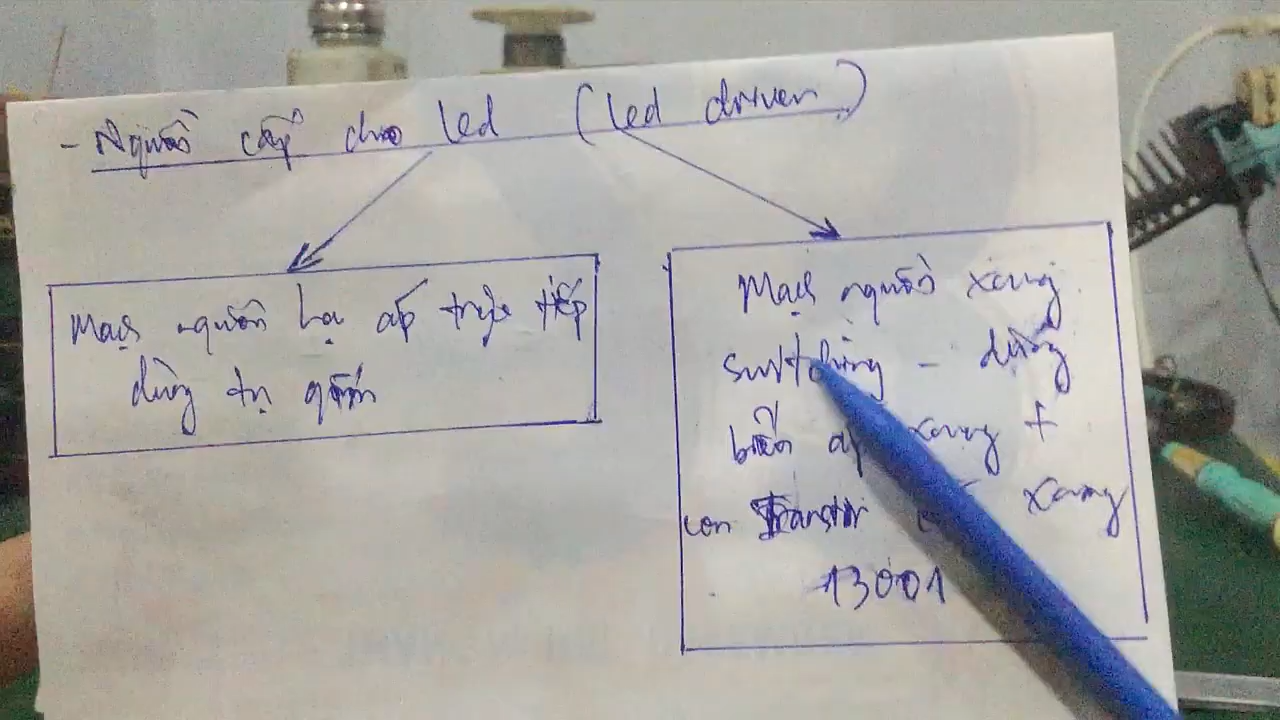 - Nguồn cấp cho led (led driver)
Mạch nguồn hạ áp trực tiếp
dùng tụ gốm
Mạch nguồn xung
switching - dùng
biến áp xung +
con Transistor xung
13001